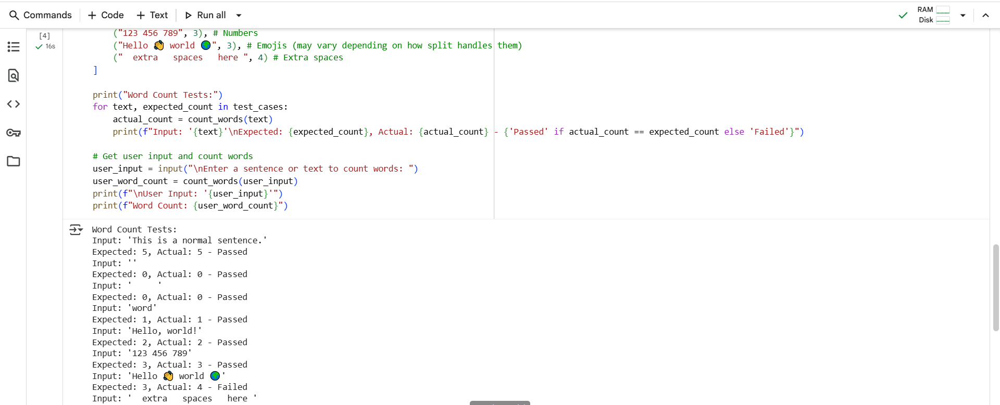 Commands + Code + Text Run all
RAM
Disk
[4]
16s
("123 456 789", 3), # Numbers
("Hello 👋 world 🌍", 3), # Emojis (may vary depending on how split handles them)
("  extra   spaces   here ", 4) # Extra spaces
]
print("Word Count Tests:")
for text, expected_count in test_cases:
actual_count = count_words(text)
print(f"Input: '{text}'\nExpected: {expected_count}, Actual: {actual_count} - {'Passed' if actual_count == expected_count else 'Failed'}")
# Get user input and count words
user_input = input("\nEnter a sentence or text to count words: ")
user_word_count = count_words(user_input)
print(f"\nUser Input: '{user_input}'")
print(f"Word Count: {user_word_count}")
Word Count Tests:
Input: 'This is a normal sentence.'
Expected: 5, Actual: 5 - Passed
Input: ''
Expected: 0, Actual: 0 - Passed
Input: '     '
Expected: 0, Actual: 0 - Passed
Input: 'word'
Expected: 1, Actual: 1 - Passed
Input: 'Hello, world!'
Expected: 2, Actual: 2 - Passed
Input: '123 456 789'
Expected: 3, Actual: 3 - Passed
Input: 'Hello 👋 world 🌍'
Expected: 3, Actual: 4 - Failed
Input: '  extra   spaces   here '